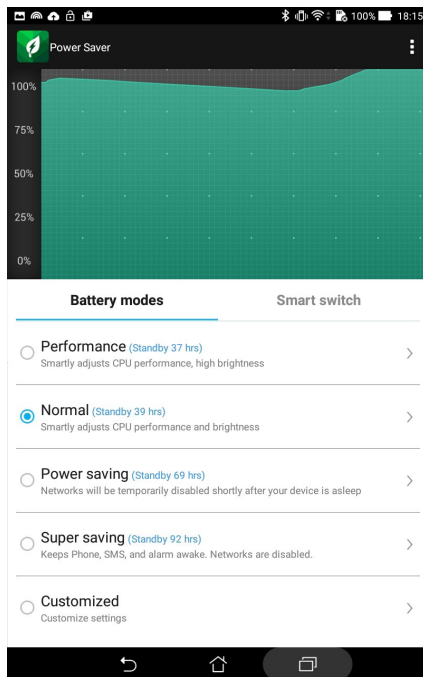 100% 18:15
Power Saver
100%
75%
50%
25%
0%
Battery modes Smart switch
Performance (Standby 37 hrs)
Smartly adjusts CPU performance, high brightness
Normal (Standby 39 hrs)
Smartly adjusts CPU performance and brightness
Power saving (Standby 69 hrs)
Networks will be temporarily disabled shortly after your device is asleep
Super saving (Standby 92 hrs)
Keeps Phone, SMS, and alarm awake. Networks are disabled.
Customized
Customize settings